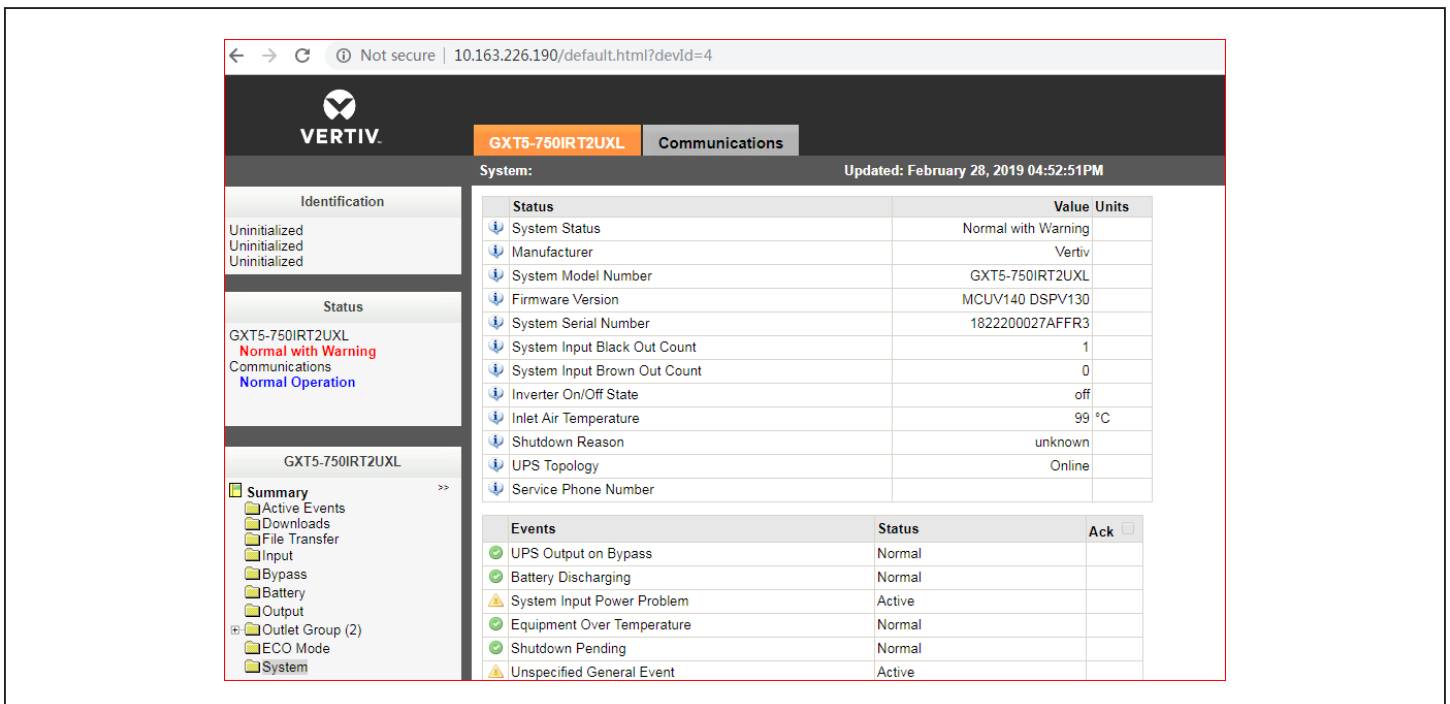 Not secure | 10.163.226.190/default.html?devId=4
VERTIV.
GXT5-750IRT2UXL Communications
System: Updated: February 28, 2019 04:52:51PM
Identification
Uninitialized
Uninitialized
Uninitialized
Status
GXT5-750IRT2UXL
Normal with Warning
Communications
Normal Operation
GXT5-750IRT2UXL
Summary >>
Active Events
Downloads
File Transfer
Input
Bypass
Battery
Output
Outlet Group (2)
ECO Mode
System
Status Value Units
System Status Normal with Warning
Manufacturer Vertiv
System Model Number GXT5-750IRT2UXL
Firmware Version MCUV140 DSPV130
System Serial Number 1822200027AFFR3
System Input Black Out Count 1
System Input Brown Out Count 0
Inverter On/Off State off
Inlet Air Temperature 99 °C
Shutdown Reason unknown
UPS Topology Online
Service Phone Number
Events Status Ack
UPS Output on Bypass Normal
Battery Discharging Normal
System Input Power Problem Active
Equipment Over Temperature Normal
Shutdown Pending Normal
Unspecified General Event Active